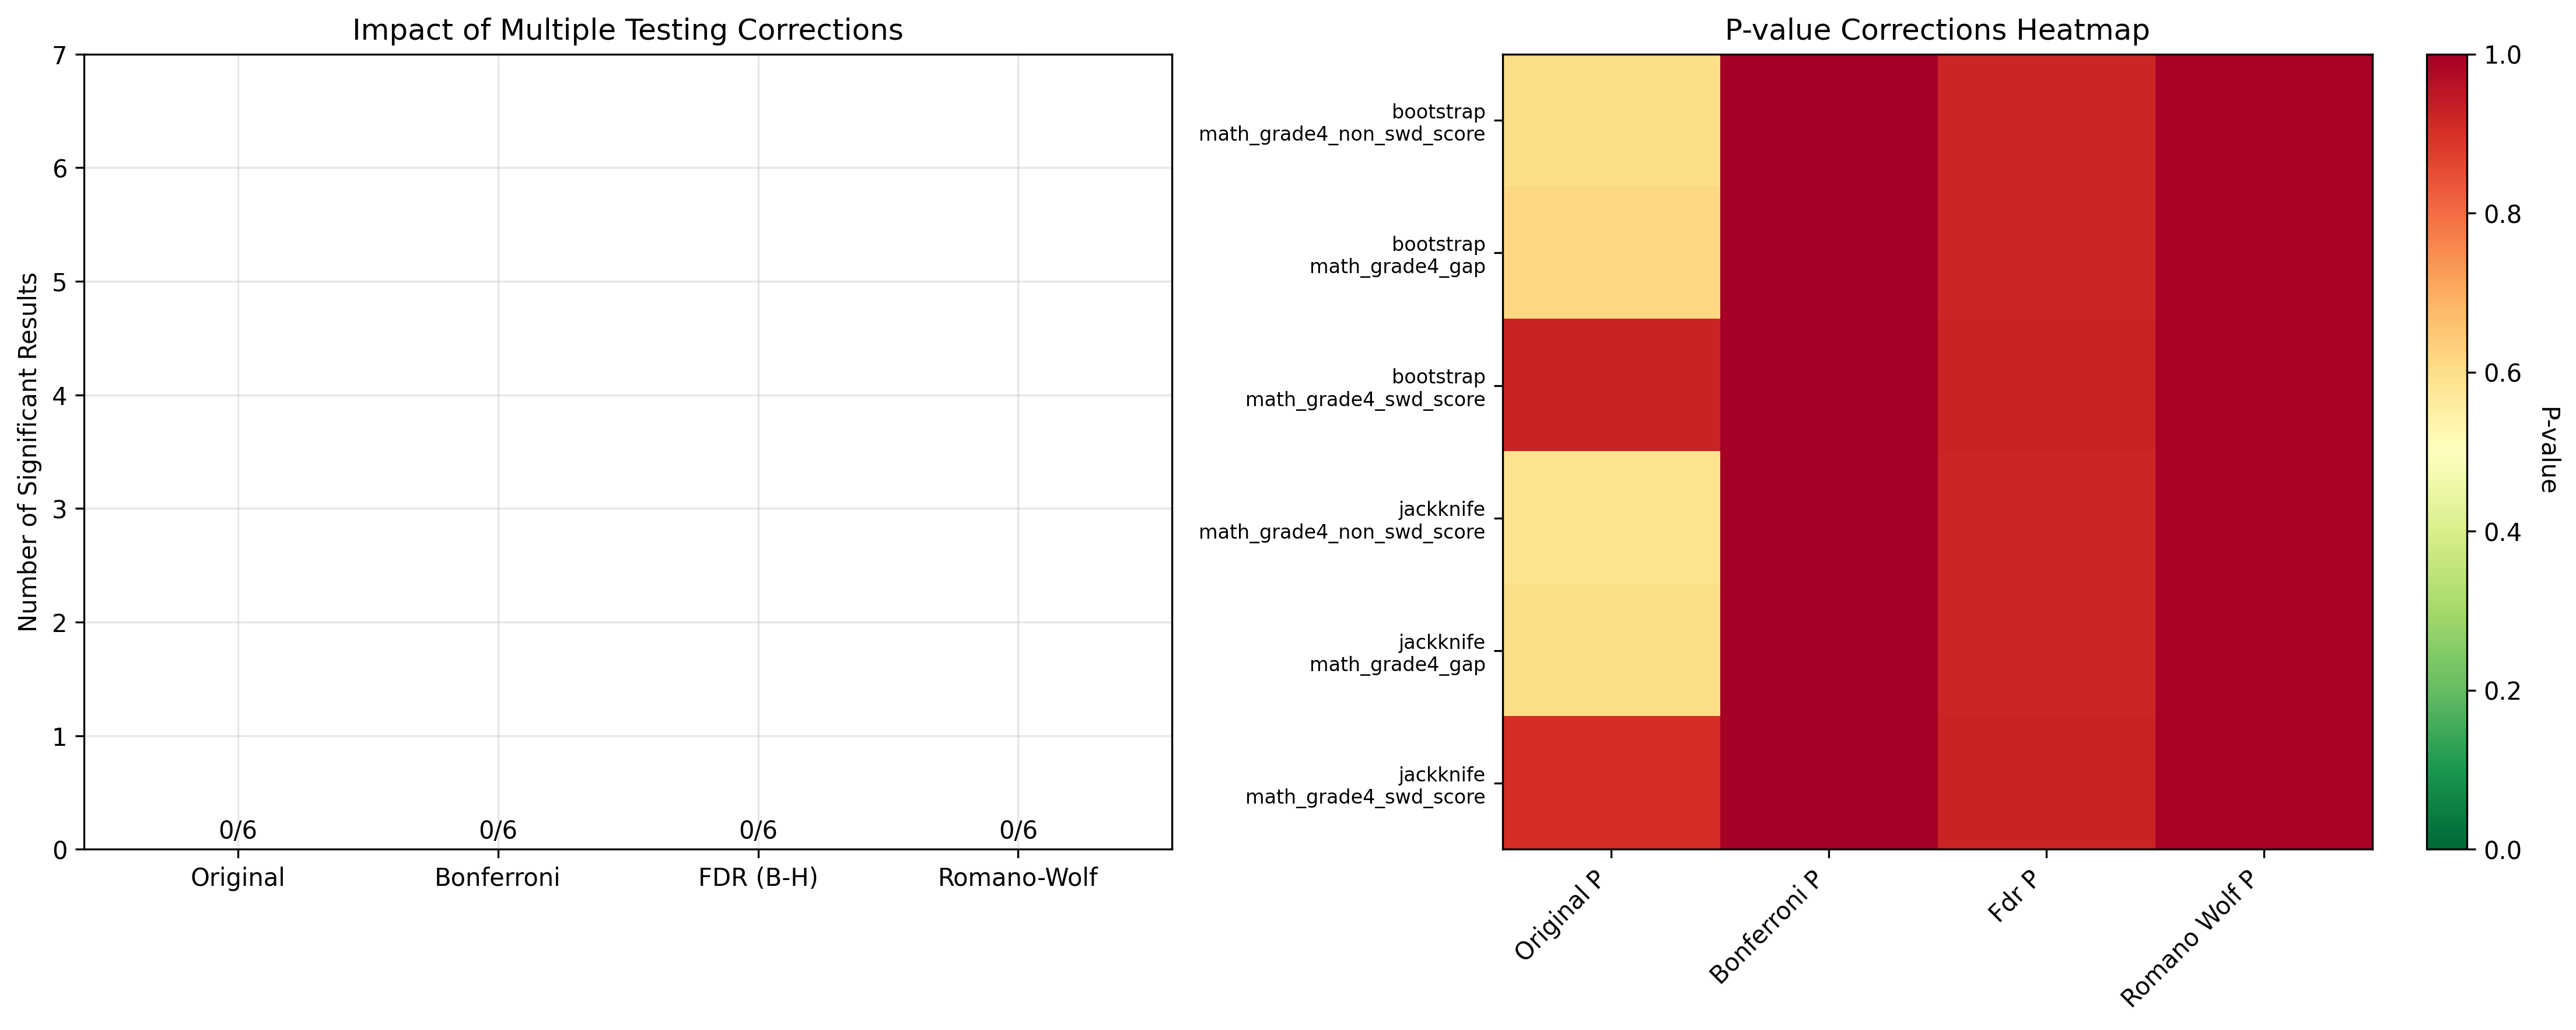 Impact of Multiple Testing Corrections
Number of Significant Results
7
6
5
4
3
2
1
0
0/6
0/6
0/6
0/6
Original
Bonferroni
FDR (B-H)
Romano-Wolf
P-value Corrections Heatmap
bootstrap
math_grade4_non_swd_score
bootstrap
math_grade4_gap
bootstrap
math_grade4_swd_score
jackknife
math_grade4_non_swd_score
jackknife
math_grade4_gap
jackknife
math_grade4_swd_score
Original P
Bonferroni P
Fdr P
Romano Wolf P
1.0
0.8
0.6
0.4
0.2
0.0
P-value